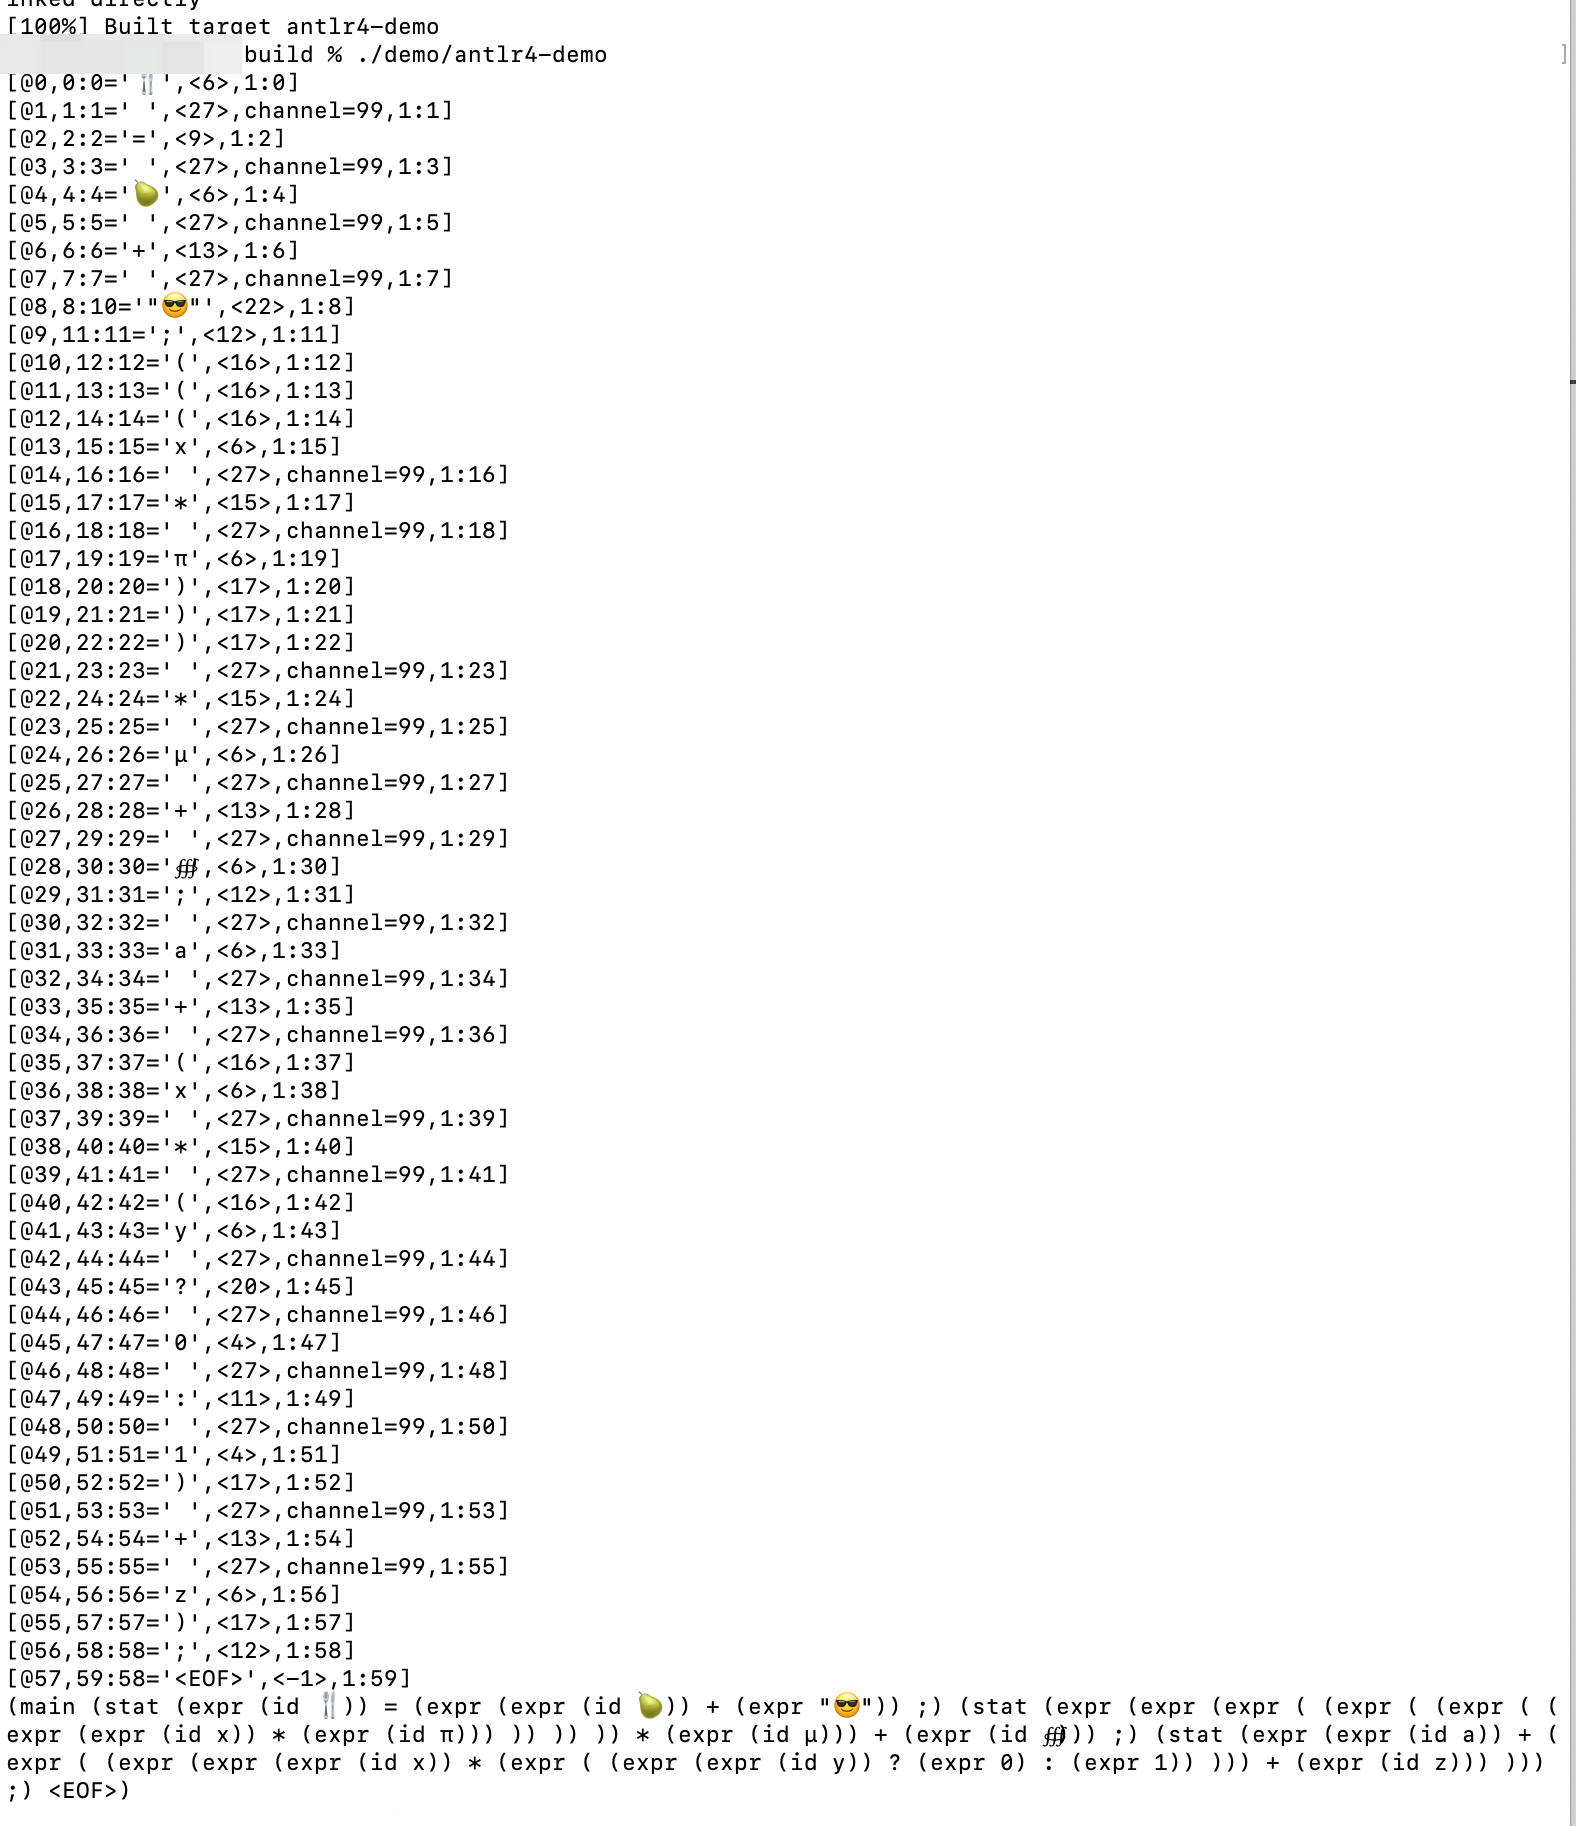 inked directly
[100%] Built target antlr4-demo
build % ./demo/antlr4-demo ]
[@0,0:0='🍴',<6>,1:0]
[@1,1:1=' ',<27>,channel=99,1:1]
[@2,2:2='=',<9>,1:2]
[@3,3:3=' ',<27>,channel=99,1:3]
[@4,4:4='🍐',<6>,1:4]
[@5,5:5=' ',<27>,channel=99,1:5]
[@6,6:6='+',<13>,1:6]
[@7,7:7=' ',<27>,channel=99,1:7]
[@8,8:10='"😎"',<22>,1:8]
[@9,11:11=';',<12>,1:11]
[@10,12:12='(',<16>,1:12]
[@11,13:13='(',<16>,1:13]
[@12,14:14='(',<16>,1:14]
[@13,15:15='x',<6>,1:15]
[@14,16:16=' ',<27>,channel=99,1:16]
[@15,17:17='*',<15>,1:17]
[@16,18:18=' ',<27>,channel=99,1:18]
[@17,19:19='π',<6>,1:19]
[@18,20:20=')',<17>,1:20]
[@19,21:21=')',<17>,1:21]
[@20,22:22=')',<17>,1:22]
[@21,23:23=' ',<27>,channel=99,1:23]
[@22,24:24='*',<15>,1:24]
[@23,25:25=' ',<27>,channel=99,1:25]
[@24,26:26='µ',<6>,1:26]
[@25,27:27=' ',<27>,channel=99,1:27]
[@26,28:28='+',<13>,1:28]
[@27,29:29=' ',<27>,channel=99,1:29]
[@28,30:30='∰',<6>,1:30]
[@29,31:31=';',<12>,1:31]
[@30,32:32=' ',<27>,channel=99,1:32]
[@31,33:33='a',<6>,1:33]
[@32,34:34=' ',<27>,channel=99,1:34]
[@33,35:35='+',<13>,1:35]
[@34,36:36=' ',<27>,channel=99,1:36]
[@35,37:37='(',<16>,1:37]
[@36,38:38='x',<6>,1:38]
[@37,39:39=' ',<27>,channel=99,1:39]
[@38,40:40='*',<15>,1:40]
[@39,41:41=' ',<27>,channel=99,1:41]
[@40,42:42='(',<16>,1:42]
[@41,43:43='y',<6>,1:43]
[@42,44:44=' ',<27>,channel=99,1:44]
[@43,45:45='?',<20>,1:45]
[@44,46:46=' ',<27>,channel=99,1:46]
[@45,47:47='0',<4>,1:47]
[@46,48:48=' ',<27>,channel=99,1:48]
[@47,49:49=':',<11>,1:49]
[@48,50:50=' ',<27>,channel=99,1:50]
[@49,51:51='1',<4>,1:51]
[@50,52:52=')',<17>,1:52]
[@51,53:53=' ',<27>,channel=99,1:53]
[@52,54:54='+',<13>,1:54]
[@53,55:55=' ',<27>,channel=99,1:55]
[@54,56:56='z',<6>,1:56]
[@55,57:57=')',<17>,1:57]
[@56,58:58=';',<12>,1:58]
[@57,59:58='<EOF>',<-1>,1:59]
(main (stat (expr (id 🍴)) = (expr (expr (id 🍐)) + (expr "😎")) ;) (stat (expr (expr (expr ( (expr ( (expr ( (
expr (expr (id x)) * (expr (id π))) )) )) )) * (expr (id µ))) + (expr (id ∰))) ;) (stat (expr (expr (id a)) + (
expr ( (expr (expr (expr (id x)) * (expr ( (expr (expr (id y)) ? (expr 0) : (expr 1)) ))) + (expr (id z))) )))
;) <EOF>)